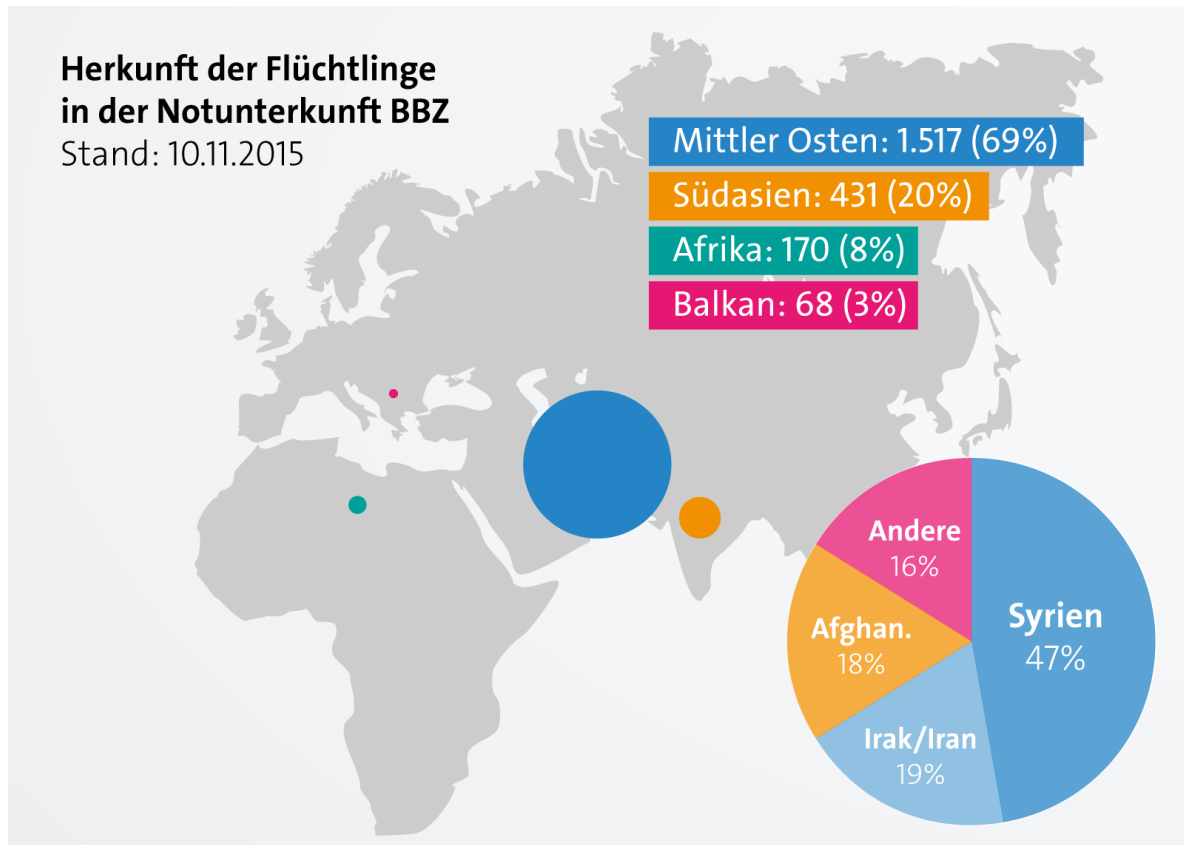 Herkunft der Flüchtlinge
in der Notunterkunft BBZ
Stand: 10.11.2015
Mittler Osten: 1.517 (69%)
Südasien: 431 (20%)
Afrika: 170 (8%)
Balkan: 68 (3%)
Andere
16%
Syrien
47%
Afghan.
18%
Irak/Iran
19%